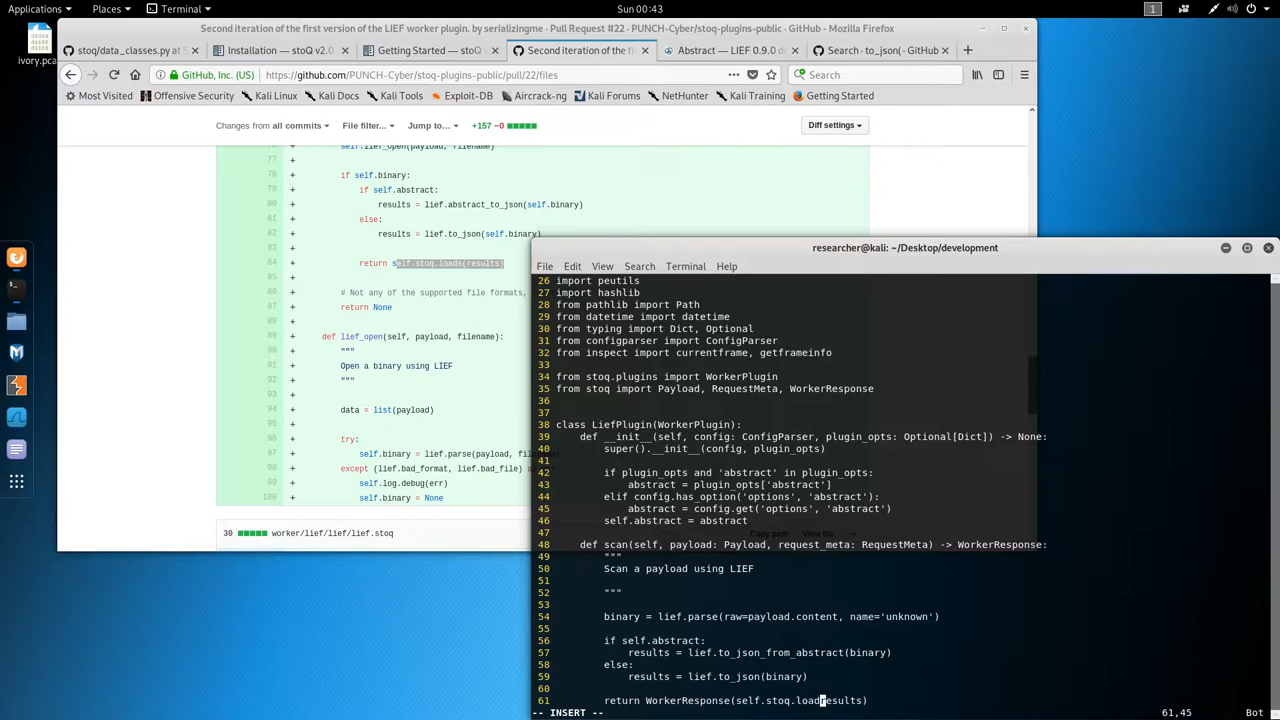 Applications
Places
Terminal
Sun 00:43
1
ivory.pca
Second iteration of the first version of the LIEF worker plugin by serializingme · Pull Request #22 · PUNCH-Cyber/stoq-plugins-public · GitHub - Mozilla Firefox
stoq/data_classes.py at S
Installation — stoQ v2.0
Getting Started — stoQ
Second iteration of the fi
Abstract — LIEF 0.9.0 do
Search · to_json( · GitHub
GitHub, Inc. (US)
https://github.com/PUNCH-Cyber/stoq-plugins-public/pull/22/files
Search
Most Visited
Offensive Security
Kali Linux
Kali Docs
Kali Tools
Exploit-DB
Aircrack-ng
Kali Forums
NetHunter
Kali Training
Getting Started
Changes from all commits
File filter...
Jump to...
+157 −0
Diff settings
self.lief_open(payload, filename)
77 +
78 + if self.binary:
79 + if self.abstract:
80 + results = lief.abstract_to_json(self.binary)
81 + else:
82 + results = lief.to_json(self.binary)
83 +
84 + return self.stoq.loads(results)
85 +
86 + # Not any of the supported file formats,
87 + return None
88 +
89 + def lief_open(self, payload, filename):
90 + """
91 + Open a binary using LIEF
92 + """
93 +
94 + data = list(payload)
95 +
96 + try:
97 + self.binary = lief.parse(payload,
98 + except (lief.bad_format, lief.bad_file)
99 + self.log.debug(err)
100 + self.binary = None
30 worker/lief/lief/lief.stoq
Copy path
View file
researcher@kali: ~/Desktop/development
File Edit View Search Terminal Help
26 import peutils
27 import hashlib
28 from pathlib import Path
29 from datetime import datetime
30 from typing import Dict, Optional
31 from configparser import ConfigParser
32 from inspect import currentframe, getframeinfo
33
34 from stoq.plugins import WorkerPlugin
35 from stoq import Payload, RequestMeta, WorkerResponse
36
37
38 class LiefPlugin(WorkerPlugin):
39 def __init__(self, config: ConfigParser, plugin_opts: Optional[Dict]) -> None:
40 super().__init__(config, plugin_opts)
41
42 if plugin_opts and 'abstract' in plugin_opts:
43 abstract = plugin_opts['abstract']
44 elif config.has_option('options', 'abstract'):
45 abstract = config.get('options', 'abstract')
46 self.abstract = abstract
47
48 def scan(self, payload: Payload, request_meta: RequestMeta) -> WorkerResponse:
49 """
50 Scan a payload using LIEF
51
52 """
53
54 binary = lief.parse(raw=payload.content, name='unknown')
55
56 if self.abstract:
57 results = lief.to_json_from_abstract(binary)
58 else:
59 results = lief.to_json(binary)
60
61 return WorkerResponse(self.stoq.loadresults)
-- INSERT --
61,45
Bot